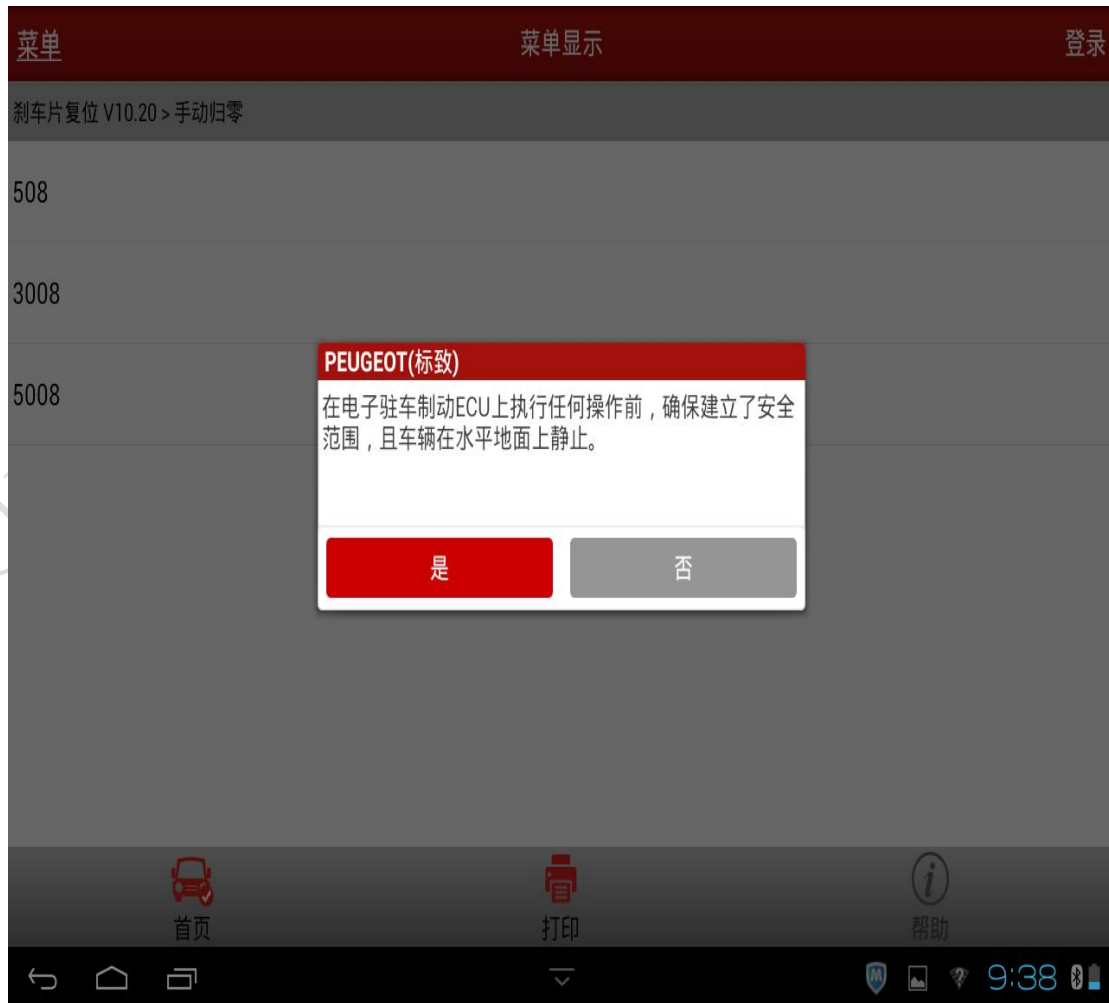 菜单 菜单显示 登录
刹车片复位 V10.20 > 手动归零
508
3008
5008
PEUGEOT(标致)
在电子驻车制动ECU上执行任何操作前，确保建立了安全
范围，且车辆在水平地面上静止。
是 否
首页 打印 帮助
9:38